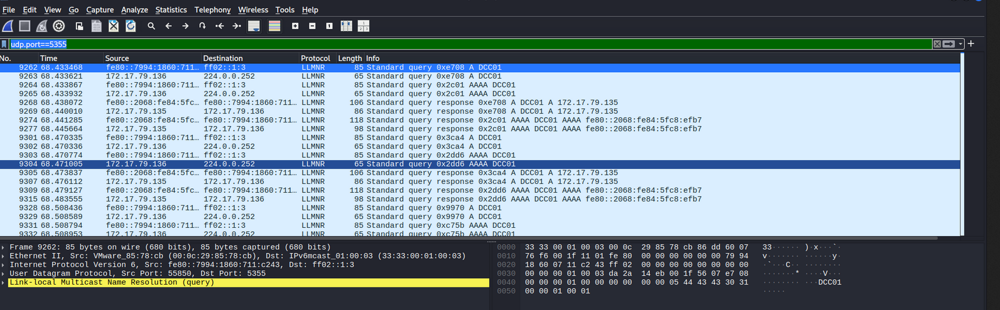 File Edit View Go Capture Analyze Statistics Telephony Wireless Tools Help
udp.port==5355
No. Time Source Destination Protocol Length Info
9262 68.433468 fe80::7994:1860:711… ff02::1:3 LLMNR 85 Standard query 0xe708 A DCC01
9263 68.433621 172.17.79.136 224.0.0.252 LLMNR 65 Standard query 0xe708 A DCC01
9264 68.433867 fe80::7994:1860:711… ff02::1:3 LLMNR 85 Standard query 0x2c01 AAAA DCC01
9265 68.433932 172.17.79.136 224.0.0.252 LLMNR 65 Standard query 0x2c01 AAAA DCC01
9268 68.438072 fe80::2068:fe84:5fc… fe80::7994:1860:711… LLMNR 106 Standard query response 0xe708 A DCC01 A 172.17.79.135
9269 68.440010 172.17.79.135 172.17.79.136 LLMNR 86 Standard query response 0xe708 A DCC01 A 172.17.79.135
9274 68.441285 fe80::2068:fe84:5fc… fe80::7994:1860:711… LLMNR 118 Standard query response 0x2c01 AAAA DCC01 AAAA fe80::2068:fe84:5fc8:efb7
9277 68.445664 172.17.79.135 172.17.79.136 LLMNR 98 Standard query response 0x2c01 AAAA DCC01 AAAA fe80::2068:fe84:5fc8:efb7
9301 68.470335 fe80::7994:1860:711… ff02::1:3 LLMNR 85 Standard query 0x3ca4 A DCC01
9302 68.470336 172.17.79.136 224.0.0.252 LLMNR 65 Standard query 0x3ca4 A DCC01
9303 68.470774 fe80::7994:1860:711… ff02::1:3 LLMNR 85 Standard query 0x2dd6 AAAA DCC01
9304 68.471005 172.17.79.136 224.0.0.252 LLMNR 65 Standard query 0x2dd6 AAAA DCC01
9305 68.473837 fe80::2068:fe84:5fc… fe80::7994:1860:711… LLMNR 106 Standard query response 0x3ca4 A DCC01 A 172.17.79.135
9307 68.476112 172.17.79.135 172.17.79.136 LLMNR 86 Standard query response 0x3ca4 A DCC01 A 172.17.79.135
9309 68.479127 fe80::2068:fe84:5fc… fe80::7994:1860:711… LLMNR 118 Standard query response 0x2dd6 AAAA DCC01 AAAA fe80::2068:fe84:5fc8:efb7
9315 68.483555 172.17.79.135 172.17.79.136 LLMNR 98 Standard query response 0x2dd6 AAAA DCC01 AAAA fe80::2068:fe84:5fc8:efb7
9328 68.508436 fe80::7994:1860:711… ff02::1:3 LLMNR 85 Standard query 0x9970 A DCC01
9329 68.508589 172.17.79.136 224.0.0.252 LLMNR 65 Standard query 0x9970 A DCC01
9331 68.508794 fe80::7994:1860:711… ff02::1:3 LLMNR 85 Standard query 0xc75b AAAA DCC01
9332 68.508953 172.17.79.136 224.0.0.252 LLMNR 65 Standard query 0xc75b AAAA DCC01
Frame 9262: 85 bytes on wire (680 bits), 85 bytes captured (680 bits)
Ethernet II, Src: VMware_85:78:cb (00:0c:29:85:78:cb), Dst: IPv6mcast_01:00:03 (33:33:00:01:00:03)
Internet Protocol Version 6, Src: fe80::7994:1860:711:c243, Dst: ff02::1:3
User Datagram Protocol, Src Port: 55850, Dst Port: 5355
Link-local Multicast Name Resolution (query)
0000 33 33 00 01 00 03 00 0c 29 85 78 cb 86 dd 60 07 33······ )·x···`·
0010 76 f6 00 1f 11 01 fe 80 00 00 00 00 00 00 79 94 v······· ······y·
0020 18 60 07 11 c2 43 ff 02 00 00 00 00 00 00 00 00 ·`···C·· ········
0030 00 00 00 01 00 03 da 2a 14 eb 00 1f 56 07 e7 08 ·······* ····V···
0040 00 00 00 01 00 00 00 00 00 00 05 44 43 43 30 31 ········ ···DCC01
0050 00 00 01 00 01 ·····